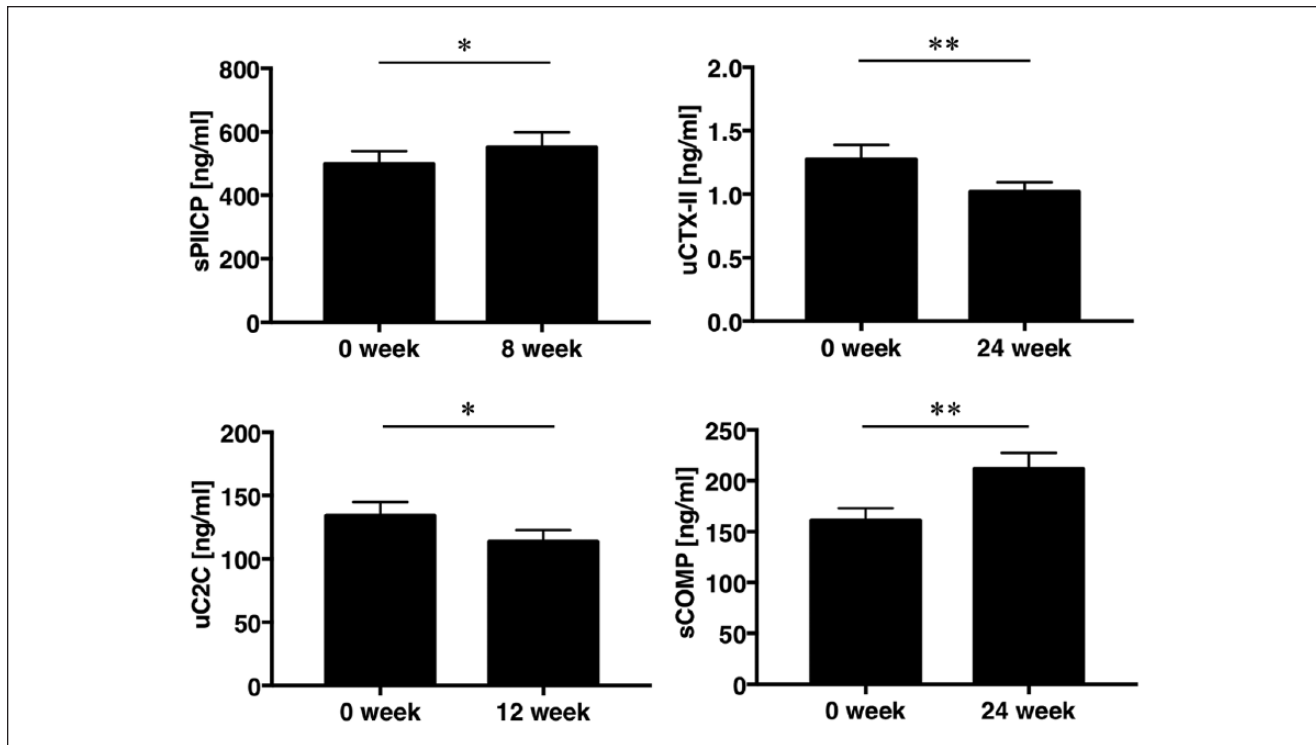 *
800
600
400
200
0
sPIICP [ng/ml]
0 week
8 week
**
2.0
1.5
1.0
0.5
0.0
uCTX-II [ng/ml]
0 week
24 week
*
200
150
100
50
0
uC2C [ng/ml]
0 week
12 week
**
250
200
150
100
50
0
sCOMP [ng/ml]
0 week
24 week